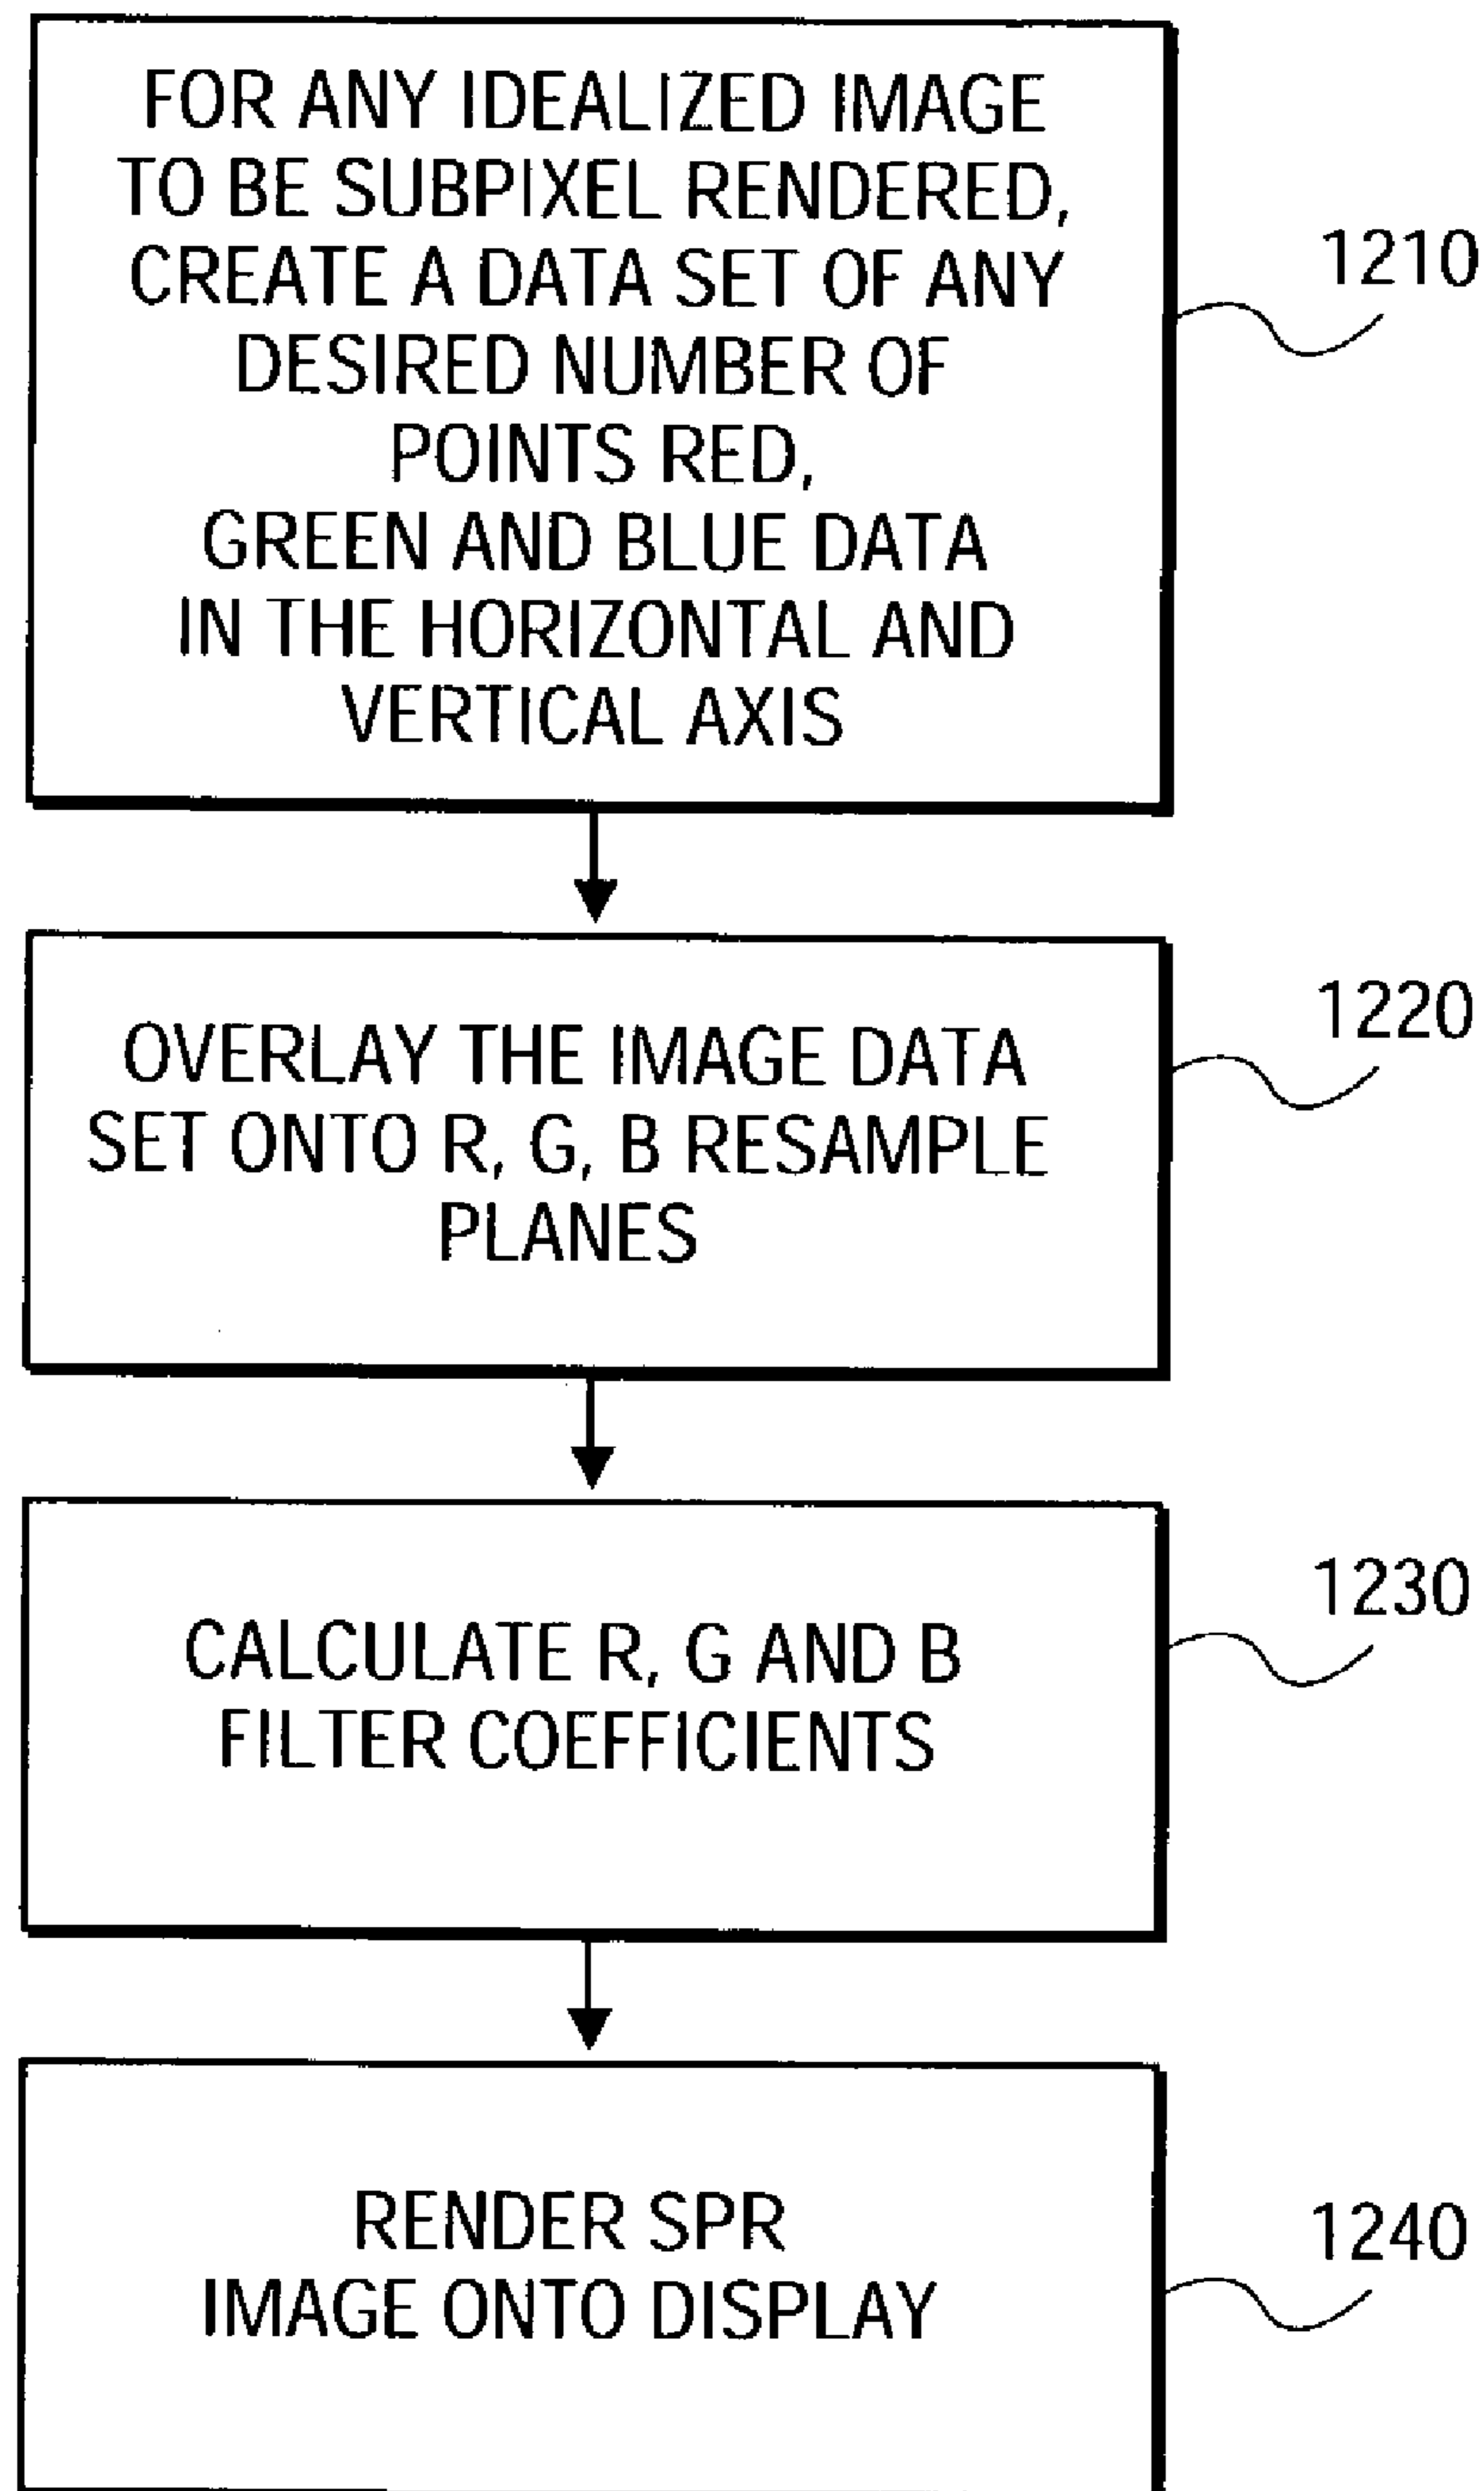 FOR ANY IDEALIZED IMAGE
TO BE SUBPIXEL RENDERED,
CREATE A DATA SET OF ANY
DESIRED NUMBER OF
POINTS RED,
GREEN AND BLUE DATA
IN THE HORIZONTAL AND
VERTICAL AXIS
1210
OVERLAY THE IMAGE DATA
SET ONTO R, G, B RESAMPLE
PLANES
1220
CALCULATE R, G AND B
FILTER COEFFICIENTS
1230
RENDER SPR
IMAGE ONTO DISPLAY
1240